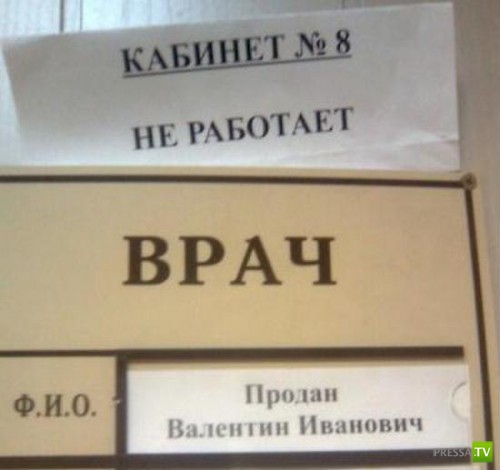 КАБИНЕТ № 8
НЕ РАБОТАЕТ
ВРАЧ
Ф.И.О.
Продан
Валентин Иванович
PRESSA.TV